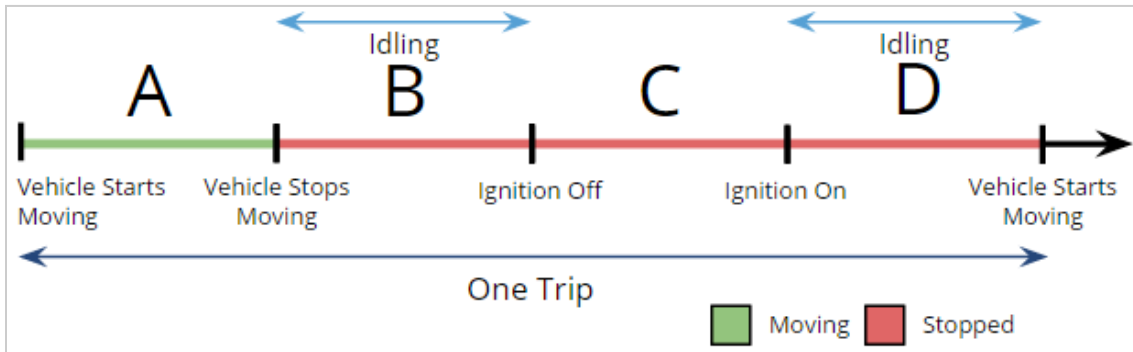 Idling
Idling
A
B
C
D
Vehicle Starts
Moving
Vehicle Stops
Moving
Ignition Off
Ignition On
Vehicle Starts
Moving
One Trip
Moving
Stopped